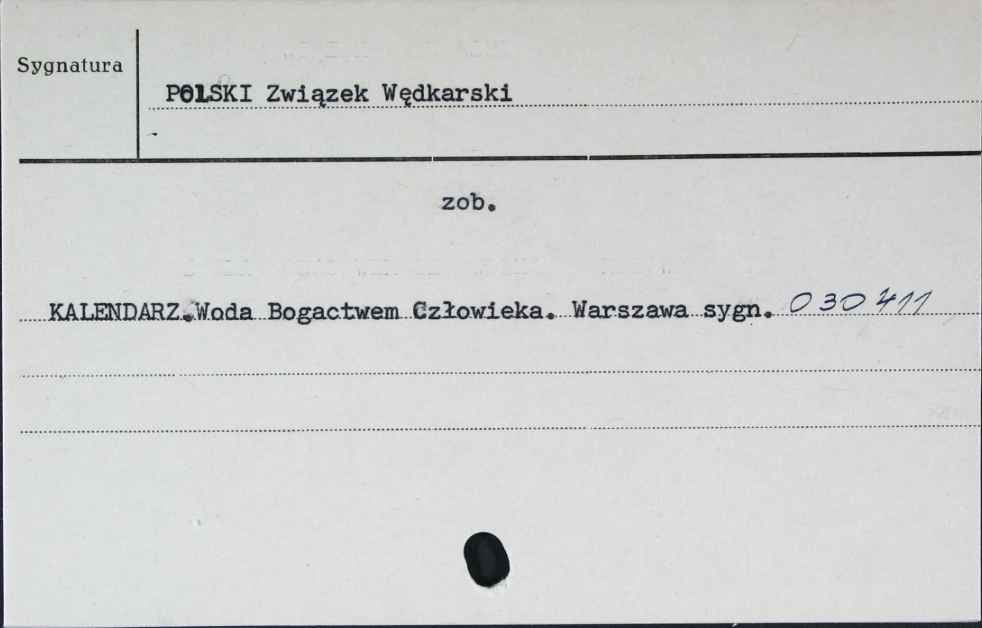 Sygnatura
POLSKI Związek Wędkarski
zob.
KALENDARZ.Woda Bogactwem Człowieka. Warszawa sygn. 030411